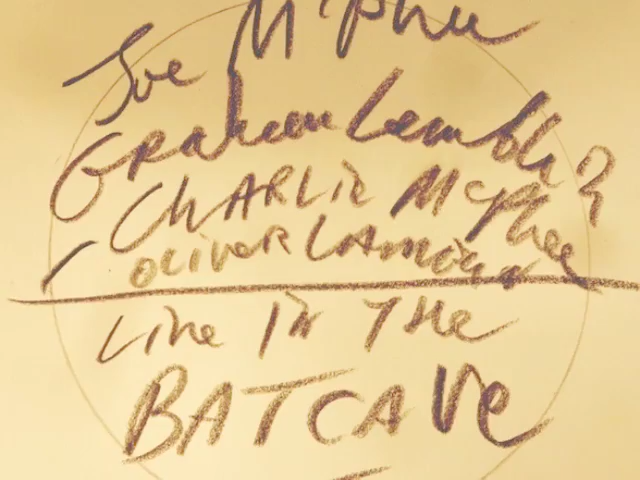 Joe McPhee
Graham Lambkin
CHARLIE McPhee
OLIVER LAMBKIN
Live IN THe
BATCAVe